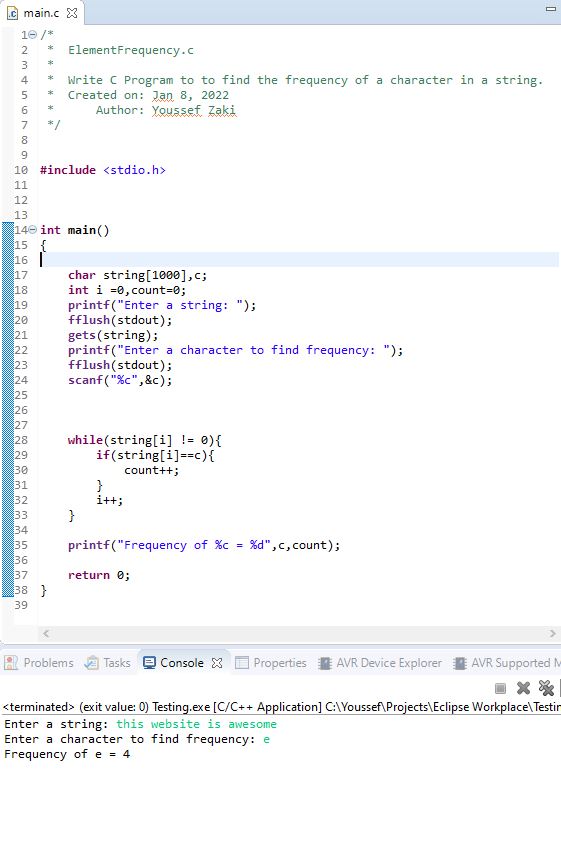 main.c
1 /*
2  *  ElementFrequency.c
3  *
4  *  Write C Program to to find the frequency of a character in a string.
5  *  Created on: Jan 8, 2022
6  *      Author: Youssef Zaki
7  */
8
9
10 #include <stdio.h>
11
12
13
14 int main()
15 {
16
17     char string[1000],c;
18     int i =0,count=0;
19     printf("Enter a string: ");
20     fflush(stdout);
21     gets(string);
22     printf("Enter a character to find frequency: ");
23     fflush(stdout);
24     scanf("%c",&c);
25
26
27
28     while(string[i] != 0){
29         if(string[i]==c){
30             count++;
31         }
32         i++;
33     }
34
35     printf("Frequency of %c = %d",c,count);
36
37     return 0;
38 }
39
Problems Tasks Console Properties AVR Device Explorer AVR Supported M
<terminated> (exit value: 0) Testing.exe [C/C++ Application] C:\Youssef\Projects\Eclipse Workplace\Testin
Enter a string: this website is awesome
Enter a character to find frequency: e
Frequency of e = 4